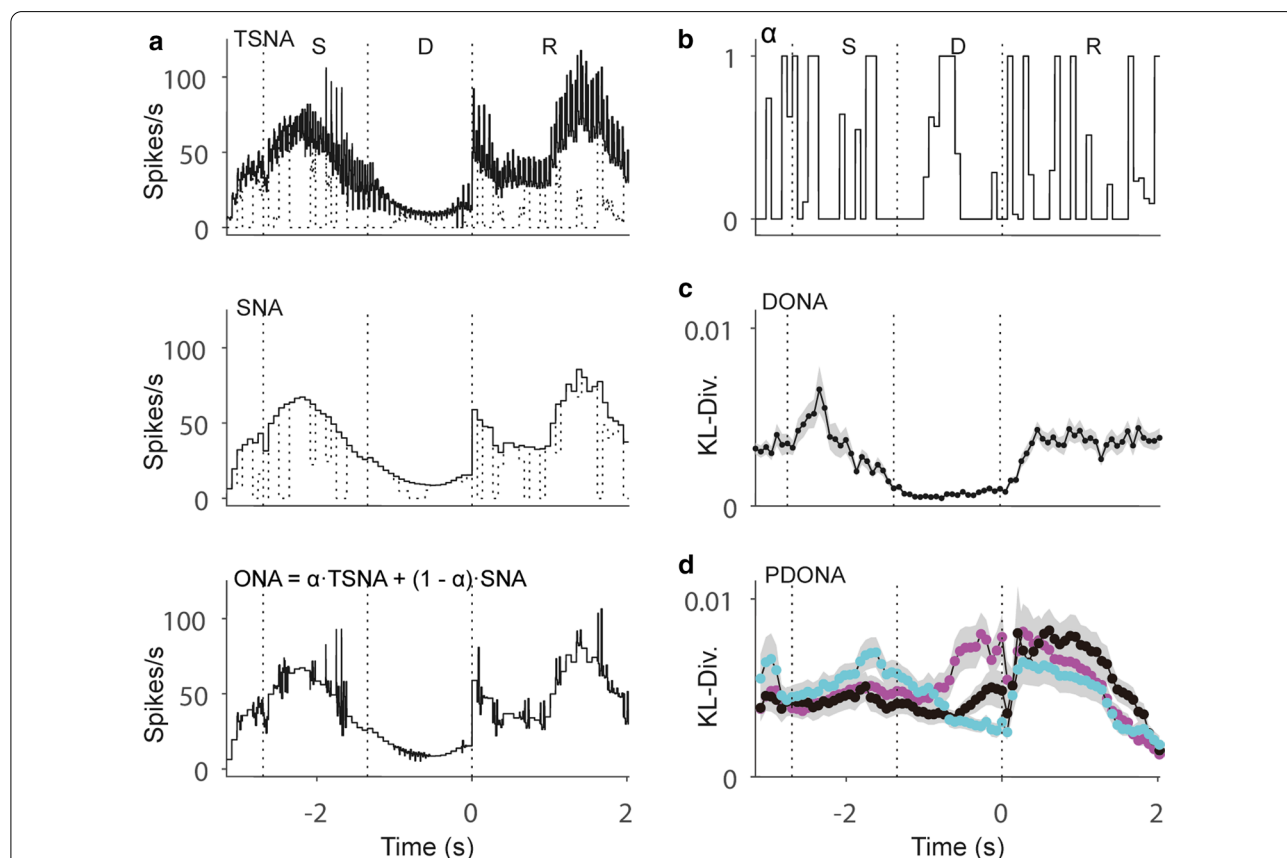 a
TSNA
S
D
R
100
50
0
Spikes/s
b
α
S
D
R
1
0
SNA
100
50
0
Spikes/s
c
DONA
0.01
0
KL-Div.
ONA = α·TSNA + (1 - α)·SNA
100
50
0
Spikes/s
-2
0
2
Time (s)
d
PDONA
0.01
0
KL-Div.
-2
0
2
Time (s)